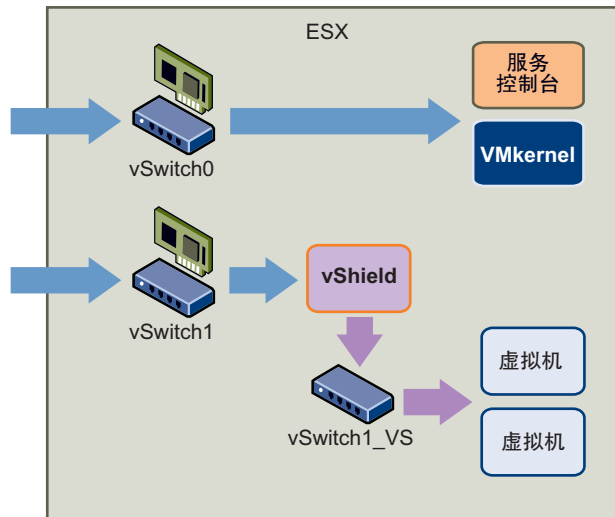 ESX
服务
控制台
VMkernel
vSwitch0
vShield
vSwitch1
虚拟机
vSwitch1_VS
虚拟机